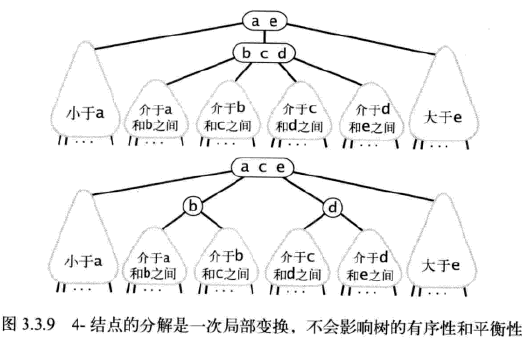 a e
b c d
小于a
介于a
和b之间
介于b
和c之间
介于c
和d之间
介于d
和e之间
大于e
...
...
...
...
...
...
a c e
b
d
小于a
介于a
和b之间
介于b
和c之间
介于c
和d之间
介于d
和e之间
大于e
...
...
...
...
...
...
图 3.3.9 4- 结点的分解是一次局部变换，不会影响树的有序性和平衡性